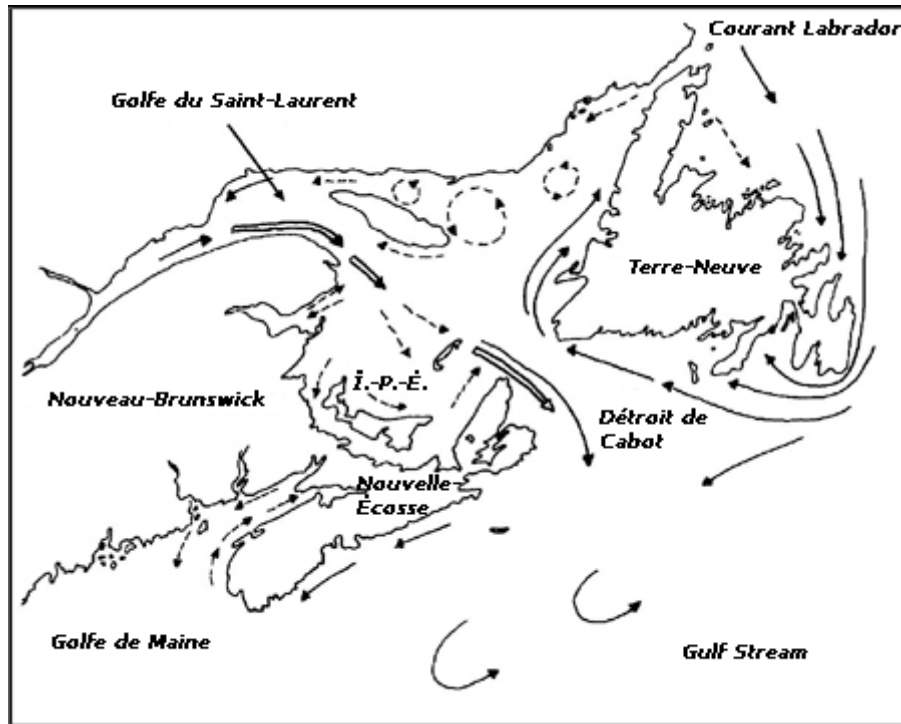 Courant Labrador
Golfe du Saint-Laurent
Terre-Neuve
Î.-P.-É.
Nouveau-Brunswick
Détroit de
Cabot
Nouvelle-
Écosse
Golfe de Maine
Gulf Stream